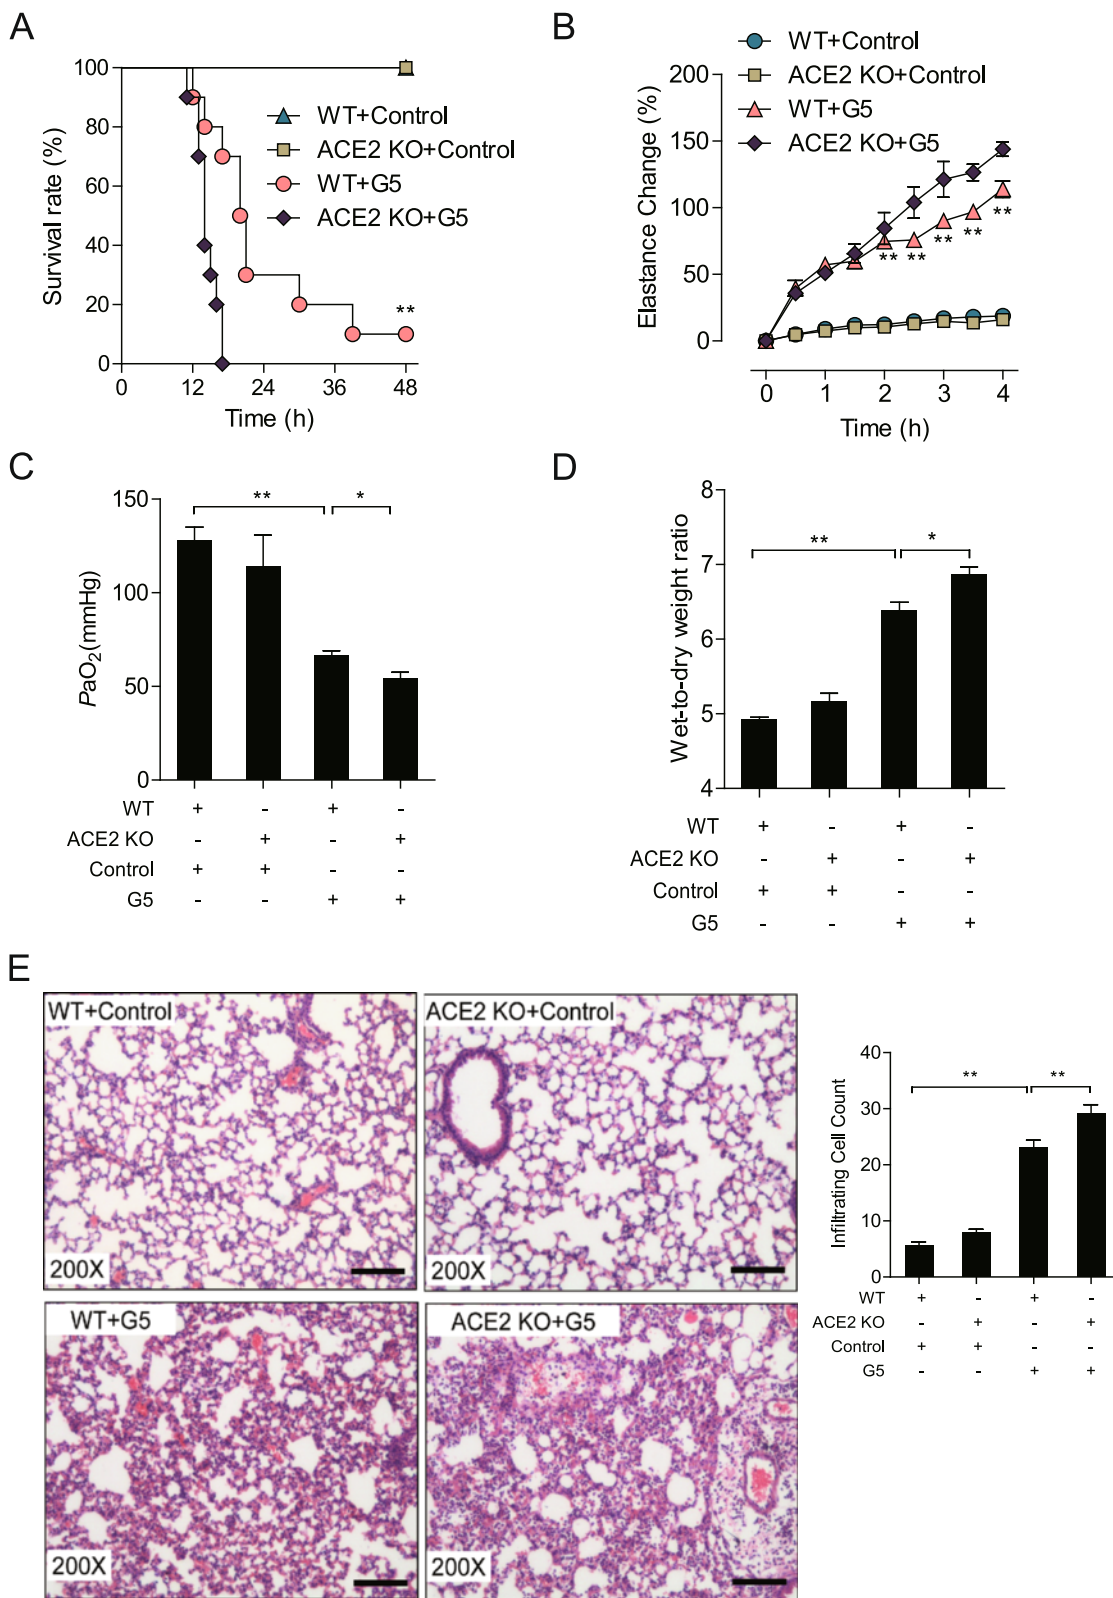 A
Survival rate (%)
100
80
60
40
20
0
0
12
24
36
48
Time (h)
WT+Control
ACE2 KO+Control
WT+G5
ACE2 KO+G5
**
B
WT+Control
ACE2 KO+Control
WT+G5
ACE2 KO+G5
Elastance Change (%)
200
150
100
50
0
** ** ** ** **
0 1 2 3 4
Time (h)
C
PaO2(mmHg)
150
100
50
0
** *
WT + - + -
ACE2 KO - + - +
Control + + - -
G5 - - + +
D
Wet-to-dry weight ratio
8
7
6
5
4
** *
WT + - + -
ACE2 KO - + - +
Control + + - -
G5 - - + +
E
WT+Control
200X
ACE2 KO+Control
200X
WT+G5
200X
ACE2 KO+G5
200X
Infiltrating Cell Count
40
30
20
10
0
** **
WT + - + -
ACE2 KO - + - +
Control + + - -
G5 - - + +